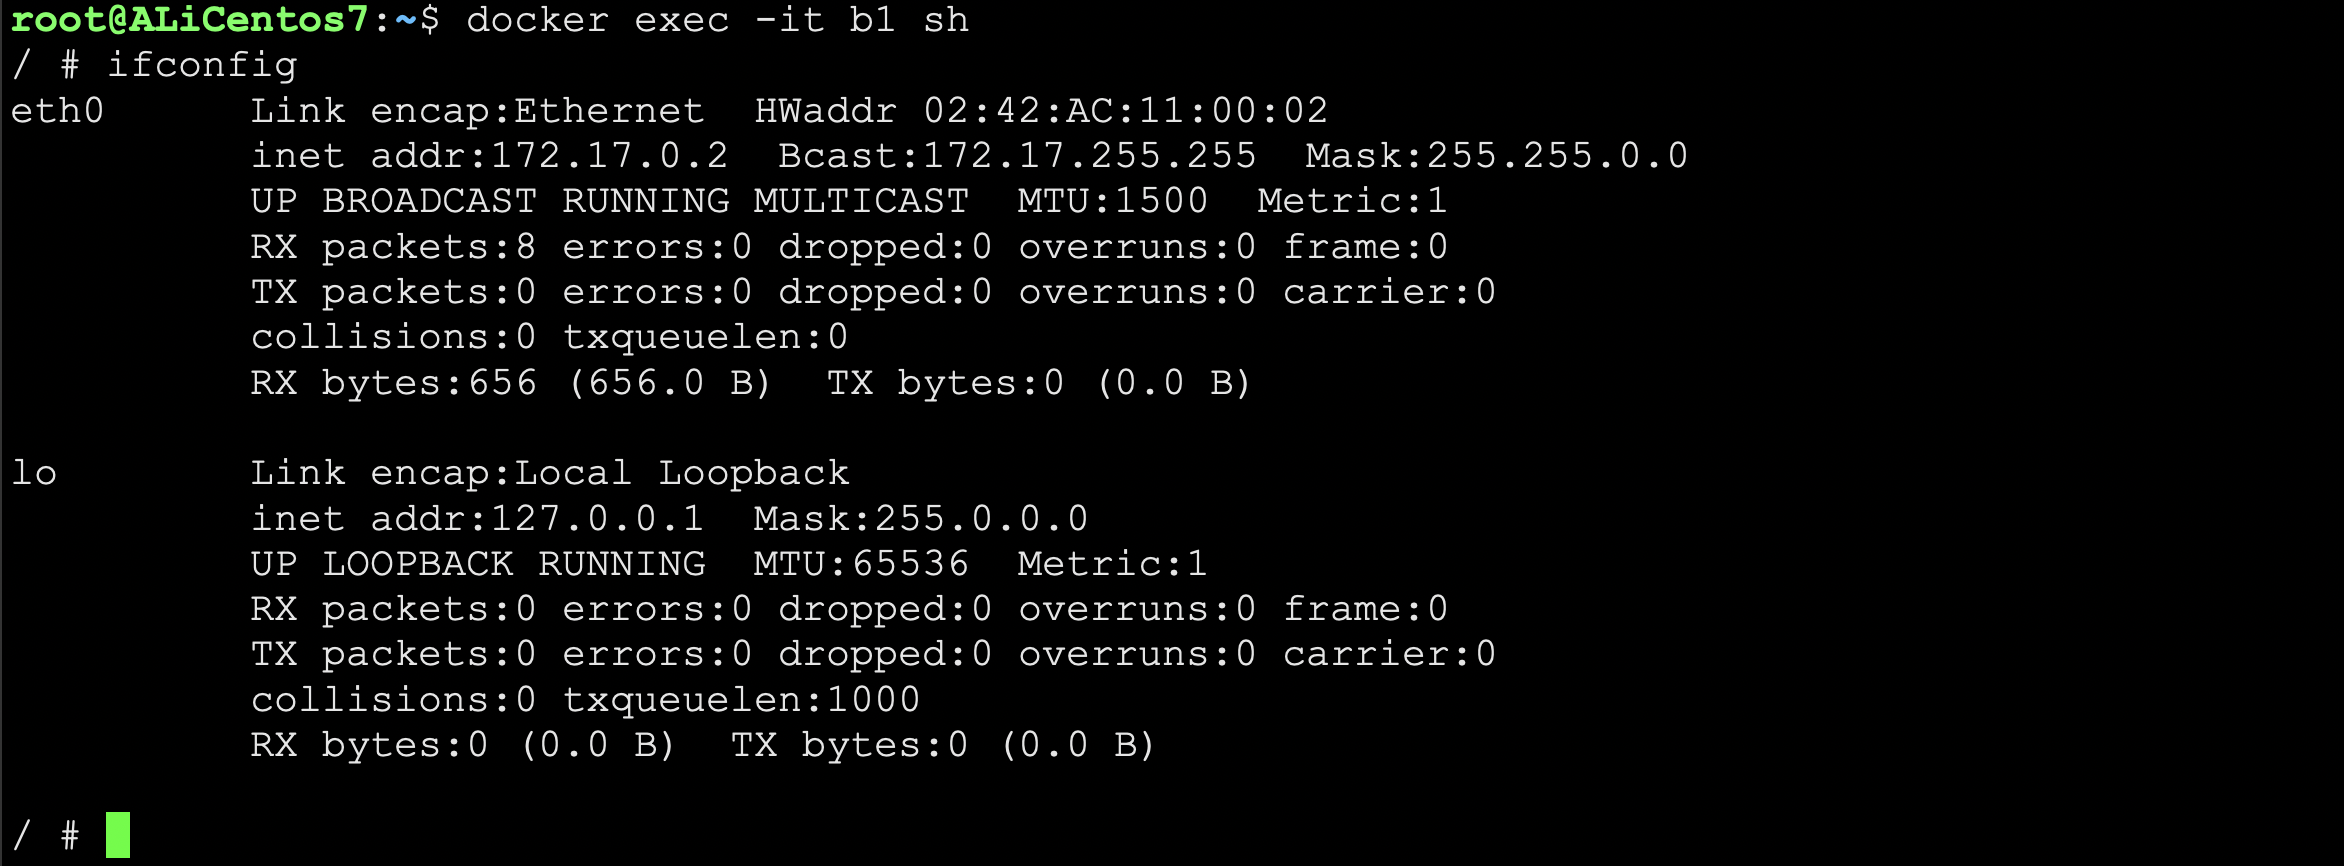 root@ALiCentos7:~$ docker exec -it b1 sh
/ # ifconfig
eth0      Link encap:Ethernet  HWaddr 02:42:AC:11:00:02
          inet addr:172.17.0.2  Bcast:172.17.255.255  Mask:255.255.0.0
          UP BROADCAST RUNNING MULTICAST  MTU:1500  Metric:1
          RX packets:8 errors:0 dropped:0 overruns:0 frame:0
          TX packets:0 errors:0 dropped:0 overruns:0 carrier:0
          collisions:0 txqueuelen:0
          RX bytes:656 (656.0 B)  TX bytes:0 (0.0 B)

lo        Link encap:Local Loopback
          inet addr:127.0.0.1  Mask:255.0.0.0
          UP LOOPBACK RUNNING  MTU:65536  Metric:1
          RX packets:0 errors:0 dropped:0 overruns:0 frame:0
          TX packets:0 errors:0 dropped:0 overruns:0 carrier:0
          collisions:0 txqueuelen:1000
          RX bytes:0 (0.0 B)  TX bytes:0 (0.0 B)

/ #